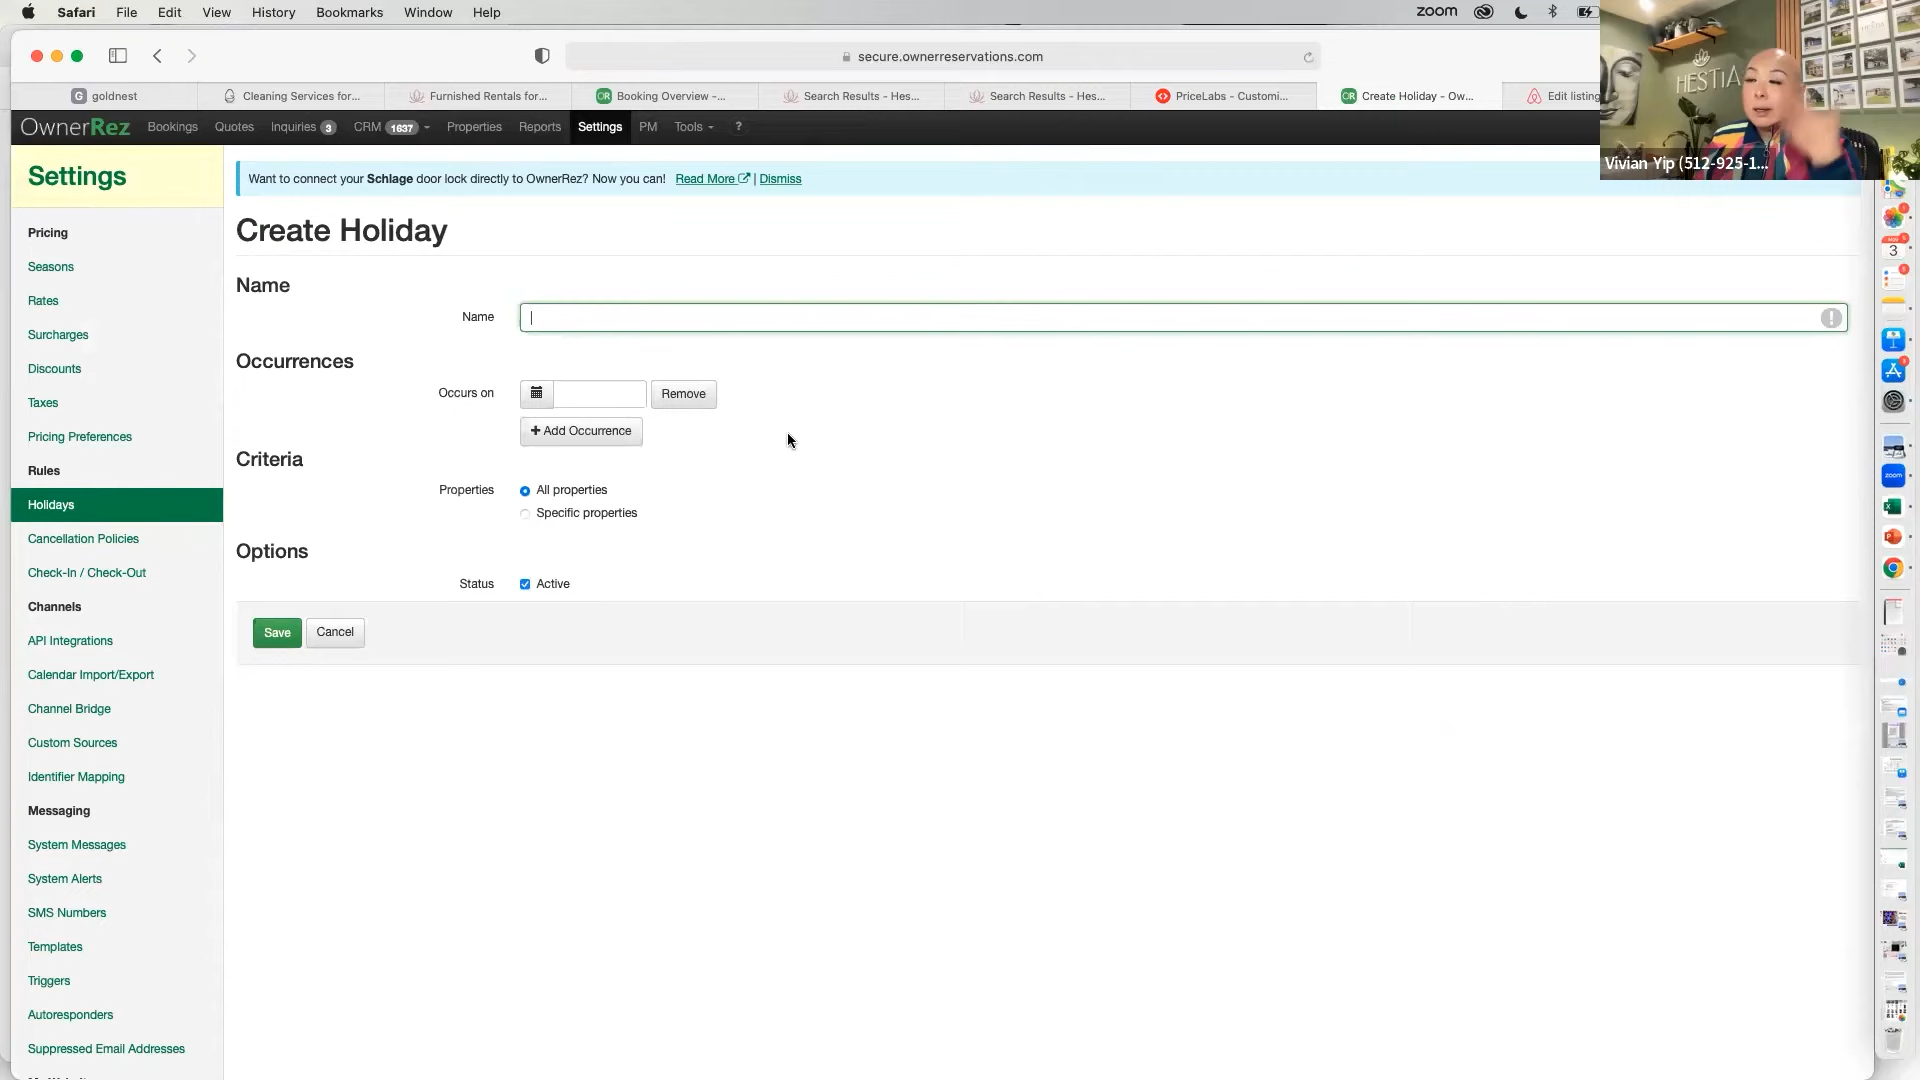 Safari File Edit View History Bookmarks Window Help zoom
secure.ownerreservations.com
goldnest Cleaning Services for... Furnished Rentals for... OR Booking Overview -... Search Results - Hes... Search Results - Hes... PriceLabs - Customi... OR Create Holiday - Ow... Edit listing
OwnerRez Bookings Quotes Inquiries 3 CRM 1637 Properties Reports Settings PM Tools ?
HESTIA
Vivian Yip (512-925-1...
Settings
Want to connect your Schlage door lock directly to OwnerRez? Now you can! Read More | Dismiss
Pricing
Seasons
Rates
Surcharges
Discounts
Taxes
Pricing Preferences
Rules
Holidays
Cancellation Policies
Check-In / Check-Out
Channels
API Integrations
Calendar Import/Export
Channel Bridge
Custom Sources
Identifier Mapping
Messaging
System Messages
System Alerts
SMS Numbers
Templates
Triggers
Autoresponders
Suppressed Email Addresses
Create Holiday
Name
Name
Occurrences
Occurs on Remove
+ Add Occurrence
Criteria
Properties All properties
Specific properties
Options
Status Active
Save Cancel
3
zoom